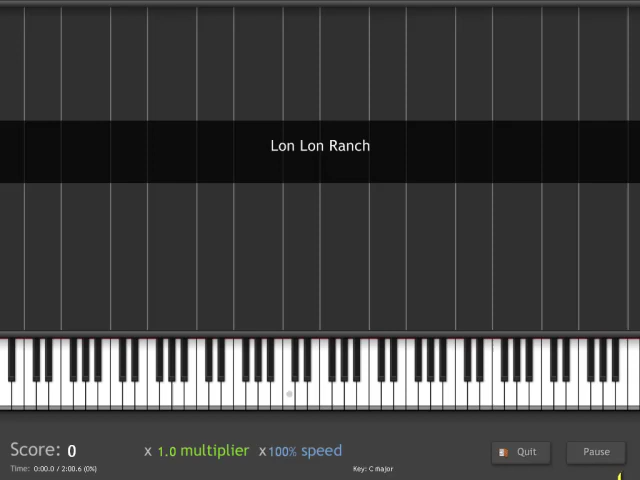 Lon Lon Ranch
Score: 0 x 1.0 multiplier x100% speed Quit Pause
Time: 0:00.0 / 2:00.6 (0%) Key: C major